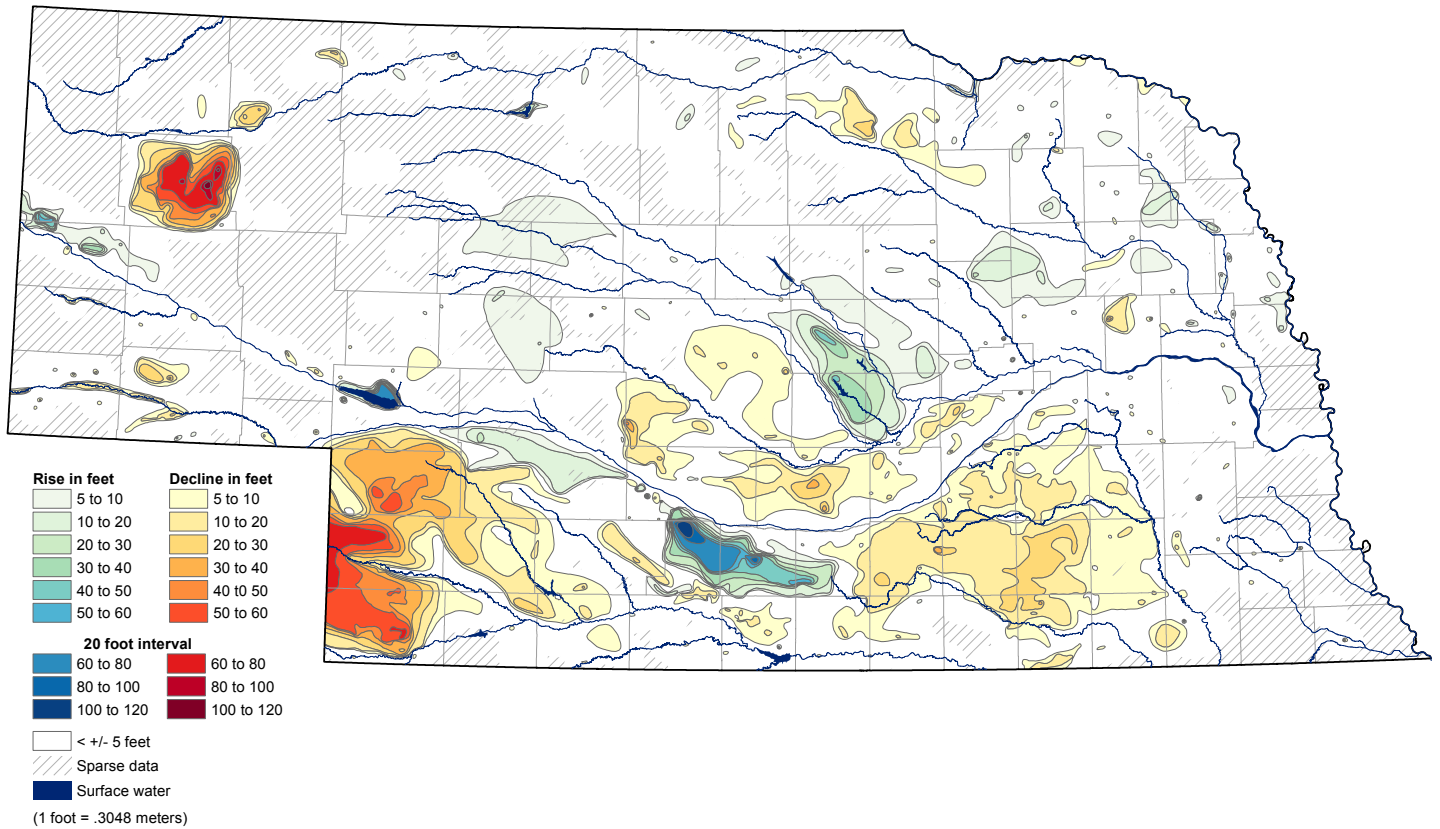 Rise in feet
5 to 10
10 to 20
20 to 30
30 to 40
40 to 50
50 to 60
Decline in feet
5 to 10
10 to 20
20 to 30
30 to 40
40 t0 50
50 to 60
20 foot interval
60 to 80
80 to 100
100 to 120
60 to 80
80 to 100
100 to 120
< +/- 5 feet
Sparse data
Surface water
(1 foot = .3048 meters)